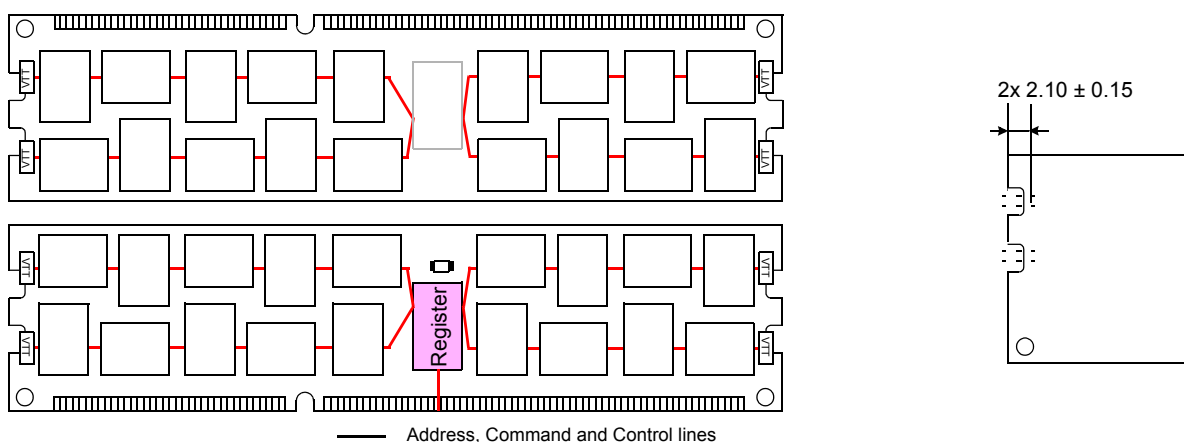 VTT
VTT
2x 2.10 ± 0.15
VTT
VTT
VTT
VTT
Register
VTT
VTT
Address, Command and Control lines